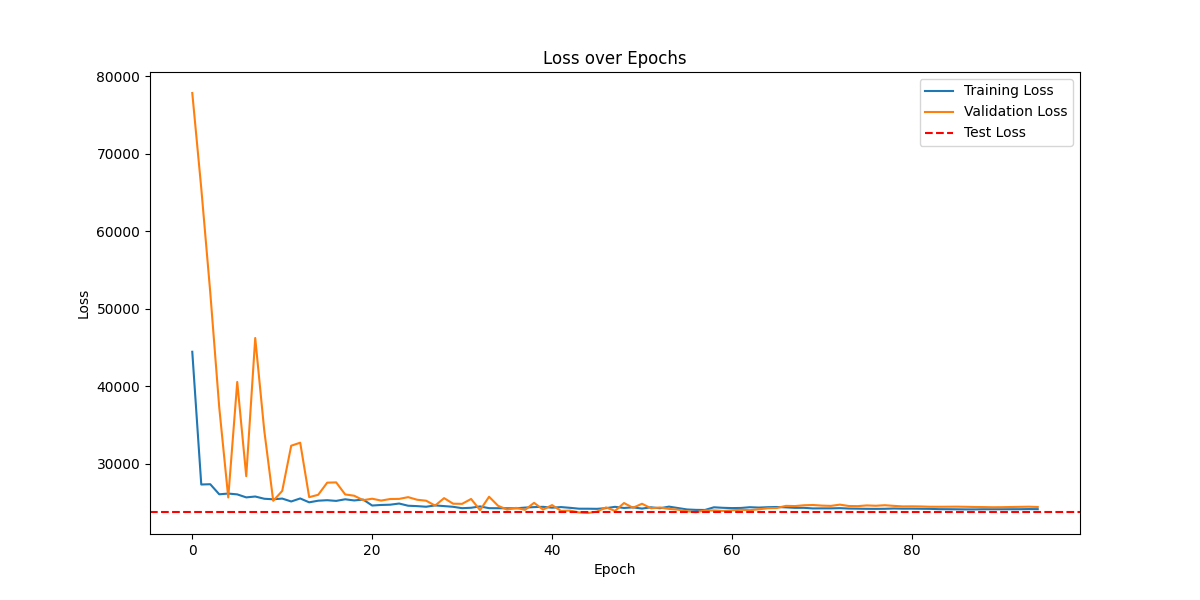 Loss over Epochs
80000
70000
60000
50000
40000
30000
Loss
Training Loss
Validation Loss
Test Loss
0
20
40
60
80
Epoch